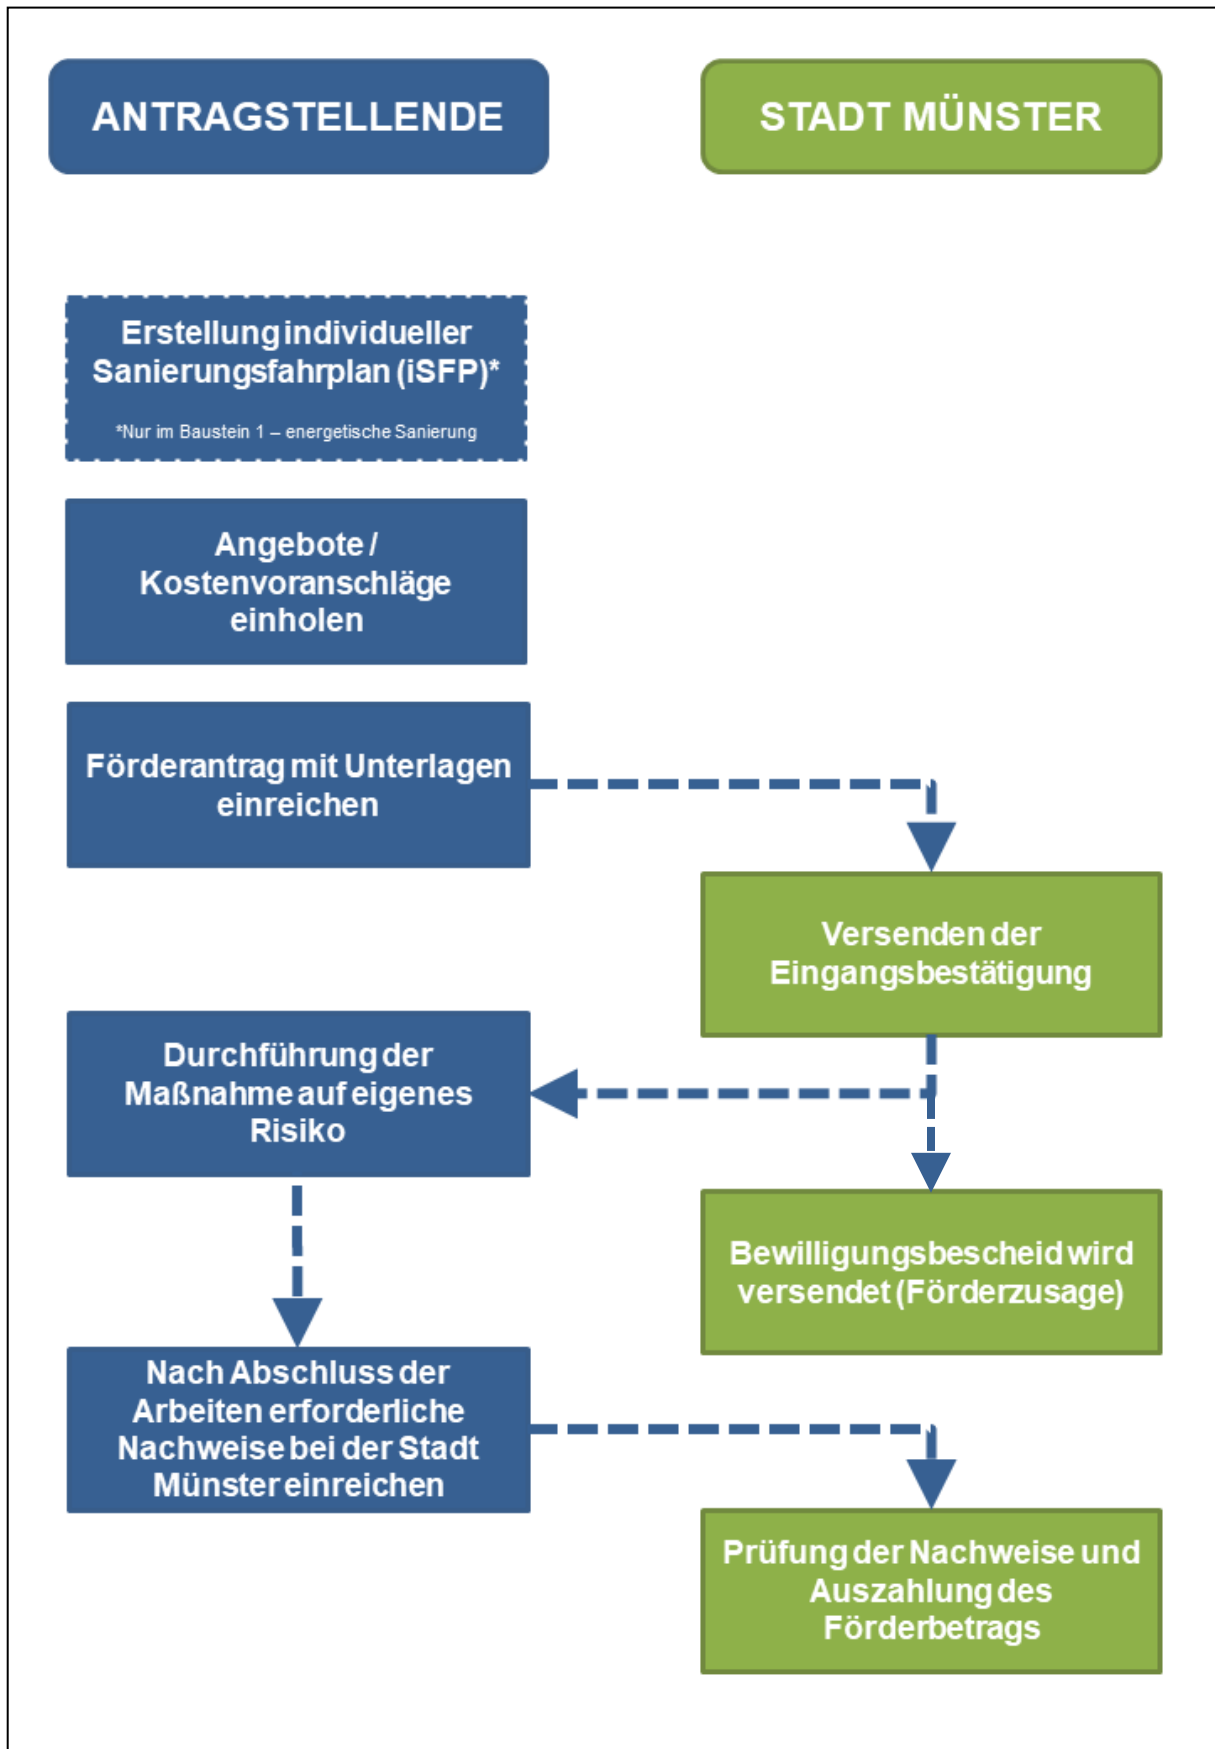 ANTRAGSTELLENDE
STADT MÜNSTER
Erstellung individueller
Sanierungsfahrplan (iSFP)*
*Nur im Baustein 1 – energetische Sanierung
Angebote /
Kostenvoranschläge
einholen
Förderantrag mit Unterlagen
einreichen
Versenden der
Eingangsbestätigung
Durchführung der
Maßnahme auf eigenes
Risiko
Bewilligungsbescheid wird
versendet (Förderzusage)
Nach Abschluss der
Arbeiten erforderliche
Nachweise bei der Stadt
Münster einreichen
Prüfung der Nachweise und
Auszahlung des
Förderbetrags